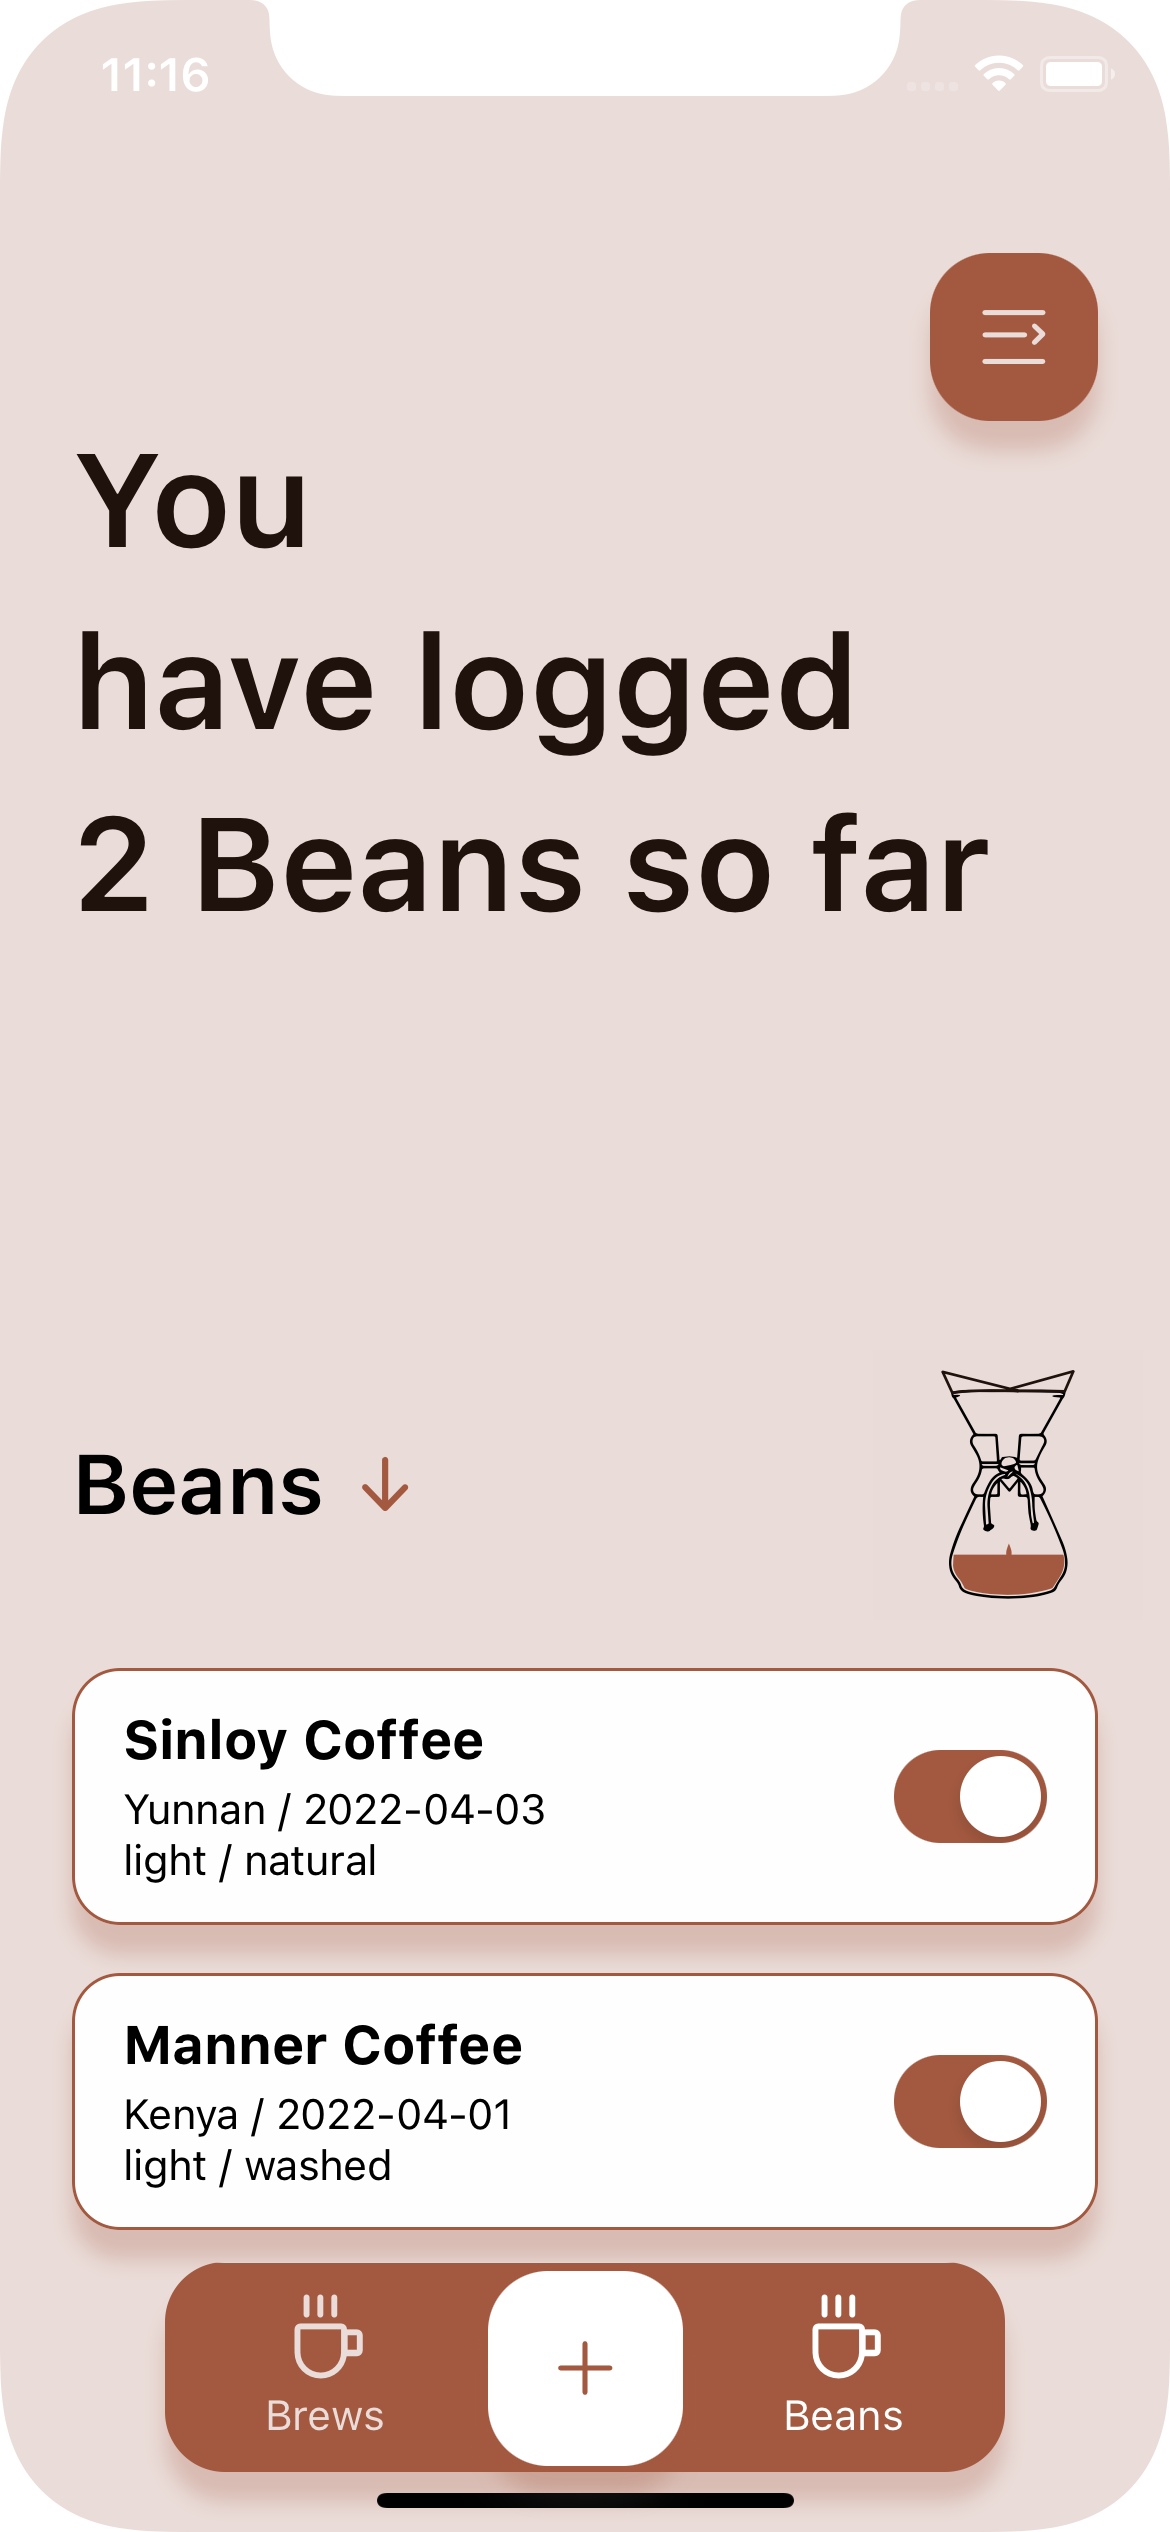 11:16
You
have logged
2 Beans so far
Beans
Sinloy Coffee
Yunnan / 2022-04-03
light / natural
Manner Coffee
Kenya / 2022-04-01
light / washed
Brews
Beans